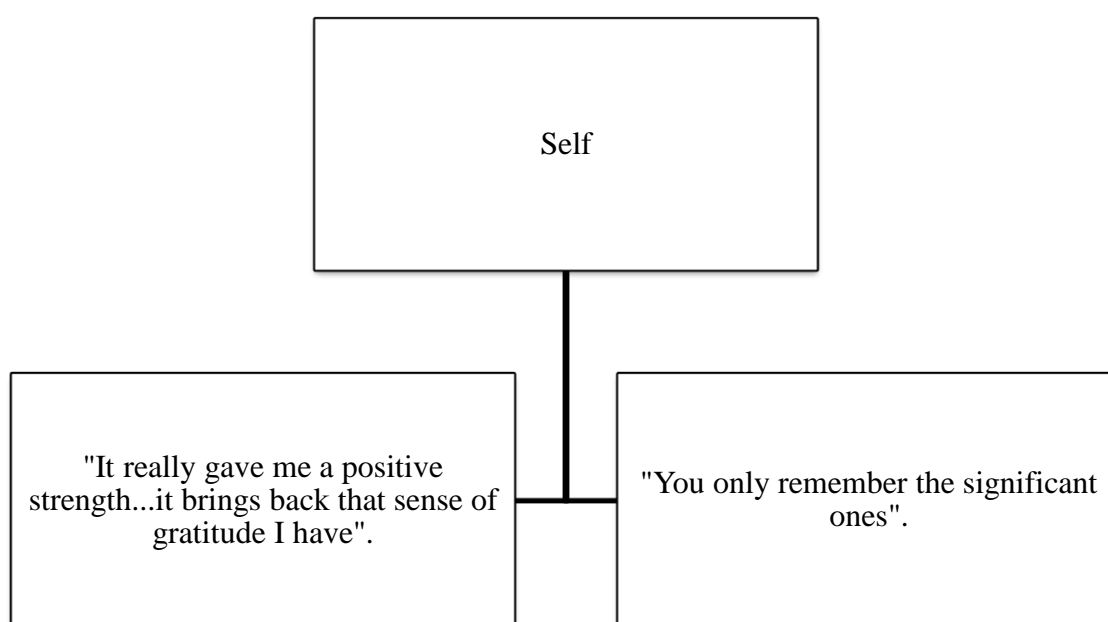 Self
"It really gave me a positive
strength...it brings back that sense of
gratitude I have".
"You only remember the significant
ones".